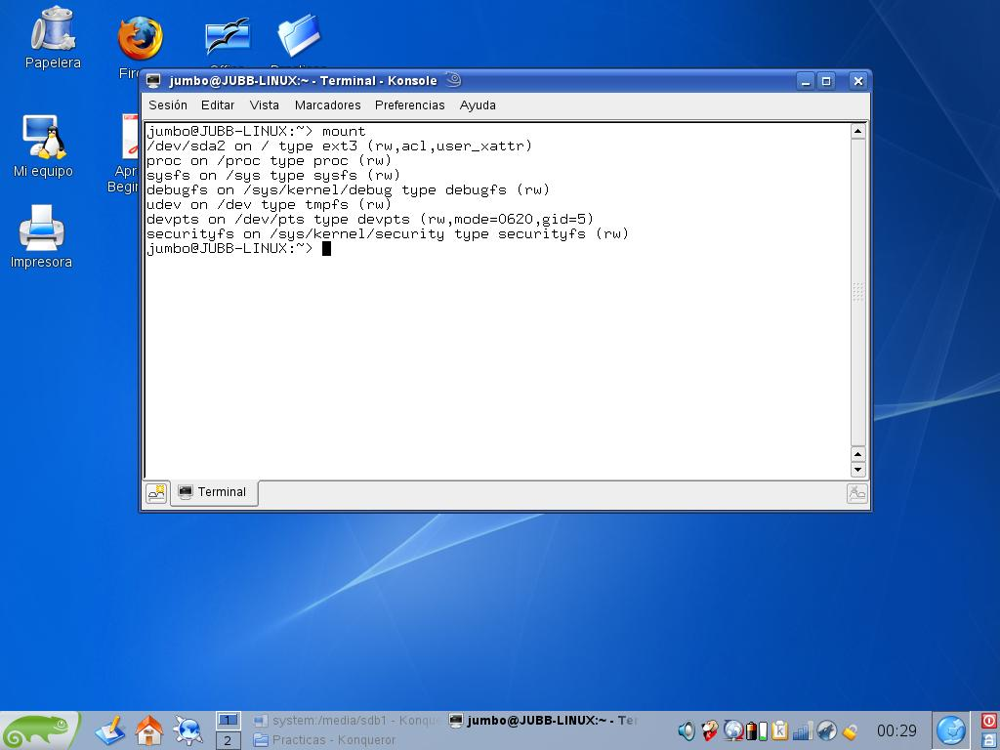 Papelera
Mi equipo
Impresora
jumbo@JUBB-LINUX:~ - Terminal - Konsole
Sesión Editar Vista Marcadores Preferencias Ayuda
jumbo@JUBB-LINUX:~> mount
/dev/sda2 on / type ext3 (rw,acl,user_xattr)
proc on /proc type proc (rw)
sysfs on /sys type sysfs (rw)
debugfs on /sys/kernel/debug type debugfs (rw)
udev on /dev type tmpfs (rw)
devpts on /dev/pts type devpts (rw,mode=0620,gid=5)
securityfs on /sys/kernel/security type securityfs (rw)
jumbo@JUBB-LINUX:~>
Terminal
1
2
system:/media/sdb1 - Konque
Practicas - Konqueror
jumbo@JUBB-LINUX:~ - Ter
00:29